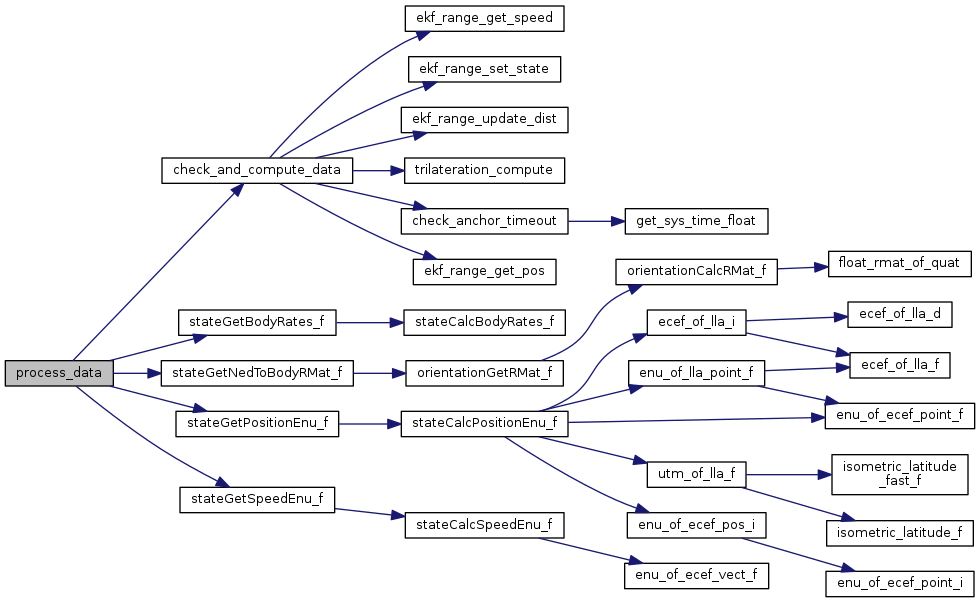 ekf_range_get_speed
ekf_range_set_state
ekf_range_update_dist
check_and_compute_data
trilateration_compute
check_anchor_timeout
get_sys_time_float
ekf_range_get_pos
orientationCalcRMat_f
float_rmat_of_quat
stateGetBodyRates_f
stateCalcBodyRates_f
ecef_of_lla_i
ecef_of_lla_d
process_data
stateGetNedToBodyRMat_f
orientationGetRMat_f
enu_of_lla_point_f
ecef_of_lla_f
stateGetPositionEnu_f
stateCalcPositionEnu_f
enu_of_ecef_point_f
utm_of_lla_f
isometric_latitude
_fast_f
stateGetSpeedEnu_f
stateCalcSpeedEnu_f
enu_of_ecef_pos_i
isometric_latitude_f
enu_of_ecef_vect_f
enu_of_ecef_point_i